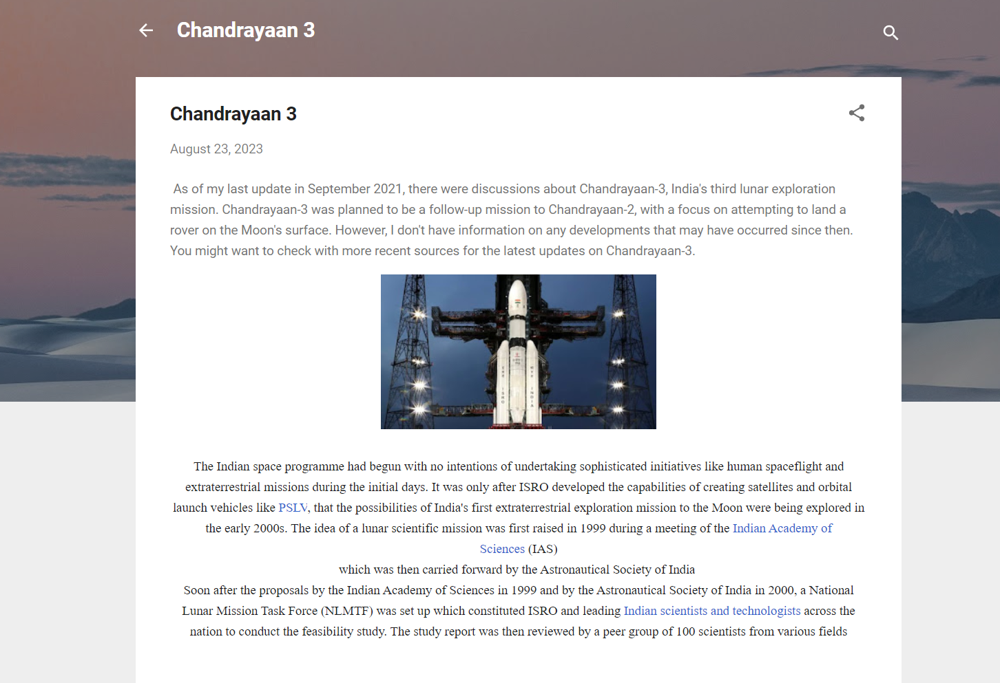 Chandrayaan 3
Chandrayaan 3
August 23, 2023
As of my last update in September 2021, there were discussions about Chandrayaan-3, India's third lunar exploration
mission. Chandrayaan-3 was planned to be a follow-up mission to Chandrayaan-2, with a focus on attempting to land a
rover on the Moon's surface. However, I don't have information on any developments that may have occurred since then.
You might want to check with more recent sources for the latest updates on Chandrayaan-3.
ISRO
INDIA
The Indian space programme had begun with no intentions of undertaking sophisticated initiatives like human spaceflight and
extraterrestrial missions during the initial days. It was only after ISRO developed the capabilities of creating satellites and orbital
launch vehicles like PSLV, that the possibilities of India's first extraterrestrial exploration mission to the Moon were being explored in
the early 2000s. The idea of a lunar scientific mission was first raised in 1999 during a meeting of the Indian Academy of
Sciences (IAS)
which was then carried forward by the Astronautical Society of India
Soon after the proposals by the Indian Academy of Sciences in 1999 and by the Astronautical Society of India in 2000, a National
Lunar Mission Task Force (NLMTF) was set up which constituted ISRO and leading Indian scientists and technologists across the
nation to conduct the feasibility study. The study report was then reviewed by a peer group of 100 scientists from various fields